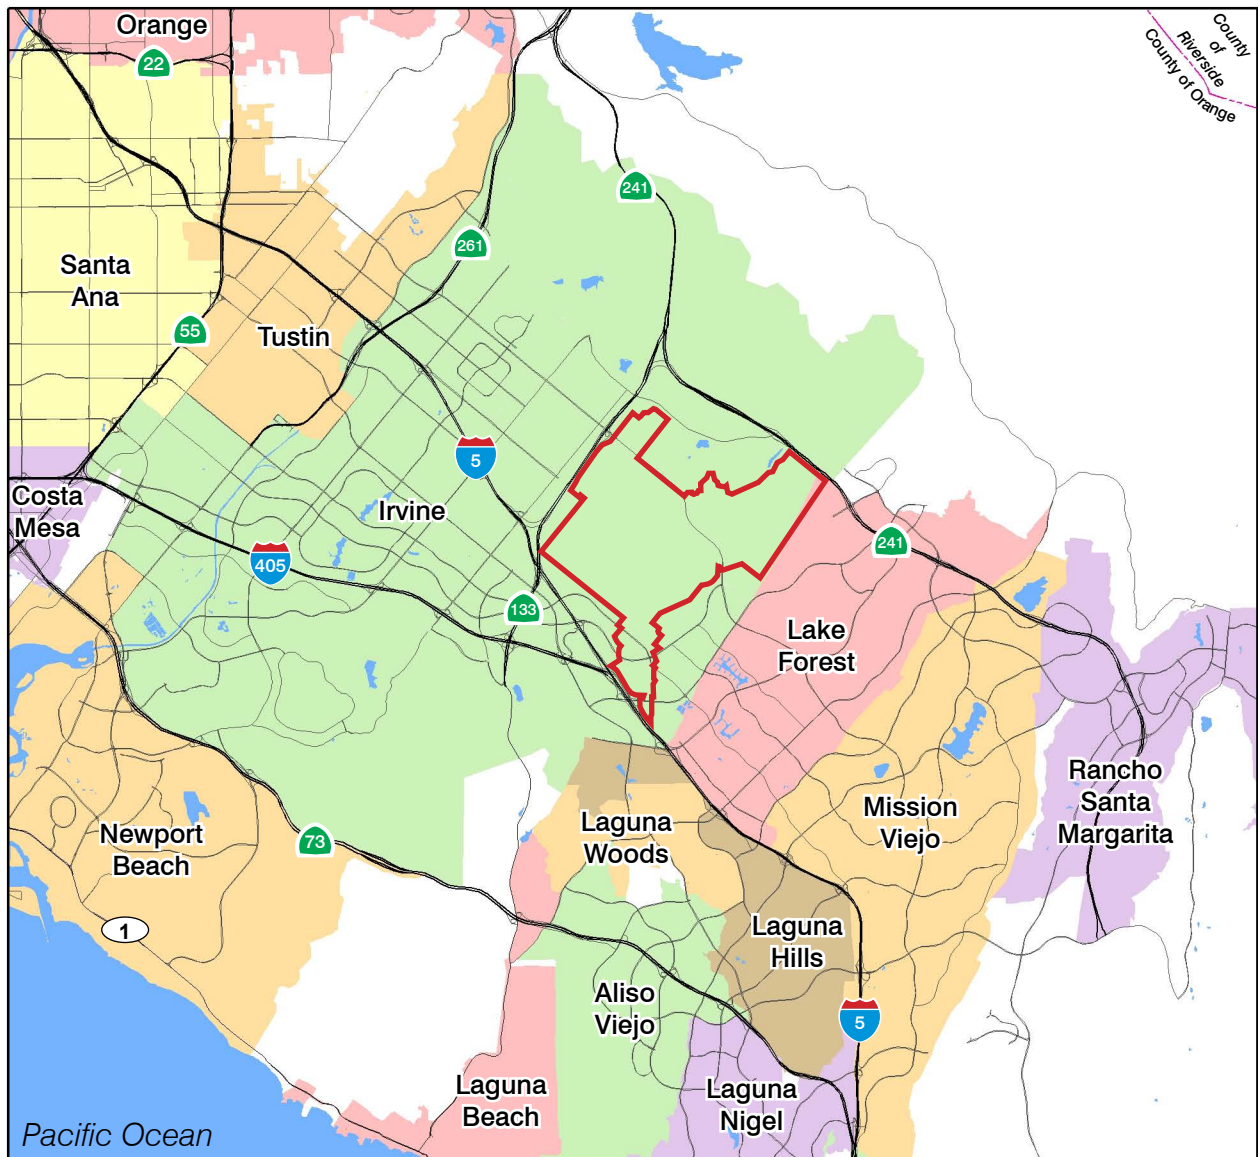 Orange
22
County
of
Riverside
County of Orange
241
261
Santa
Ana
55
Tustin
5
Costa
Mesa
Irvine
405
241
133
Lake
Forest
Rancho
Santa
Margarita
Mission
Viejo
Laguna
Woods
Newport
Beach
73
1
Laguna
Hills
Aliso
Viejo
5
Laguna
Beach
Laguna
Nigel
Pacific Ocean